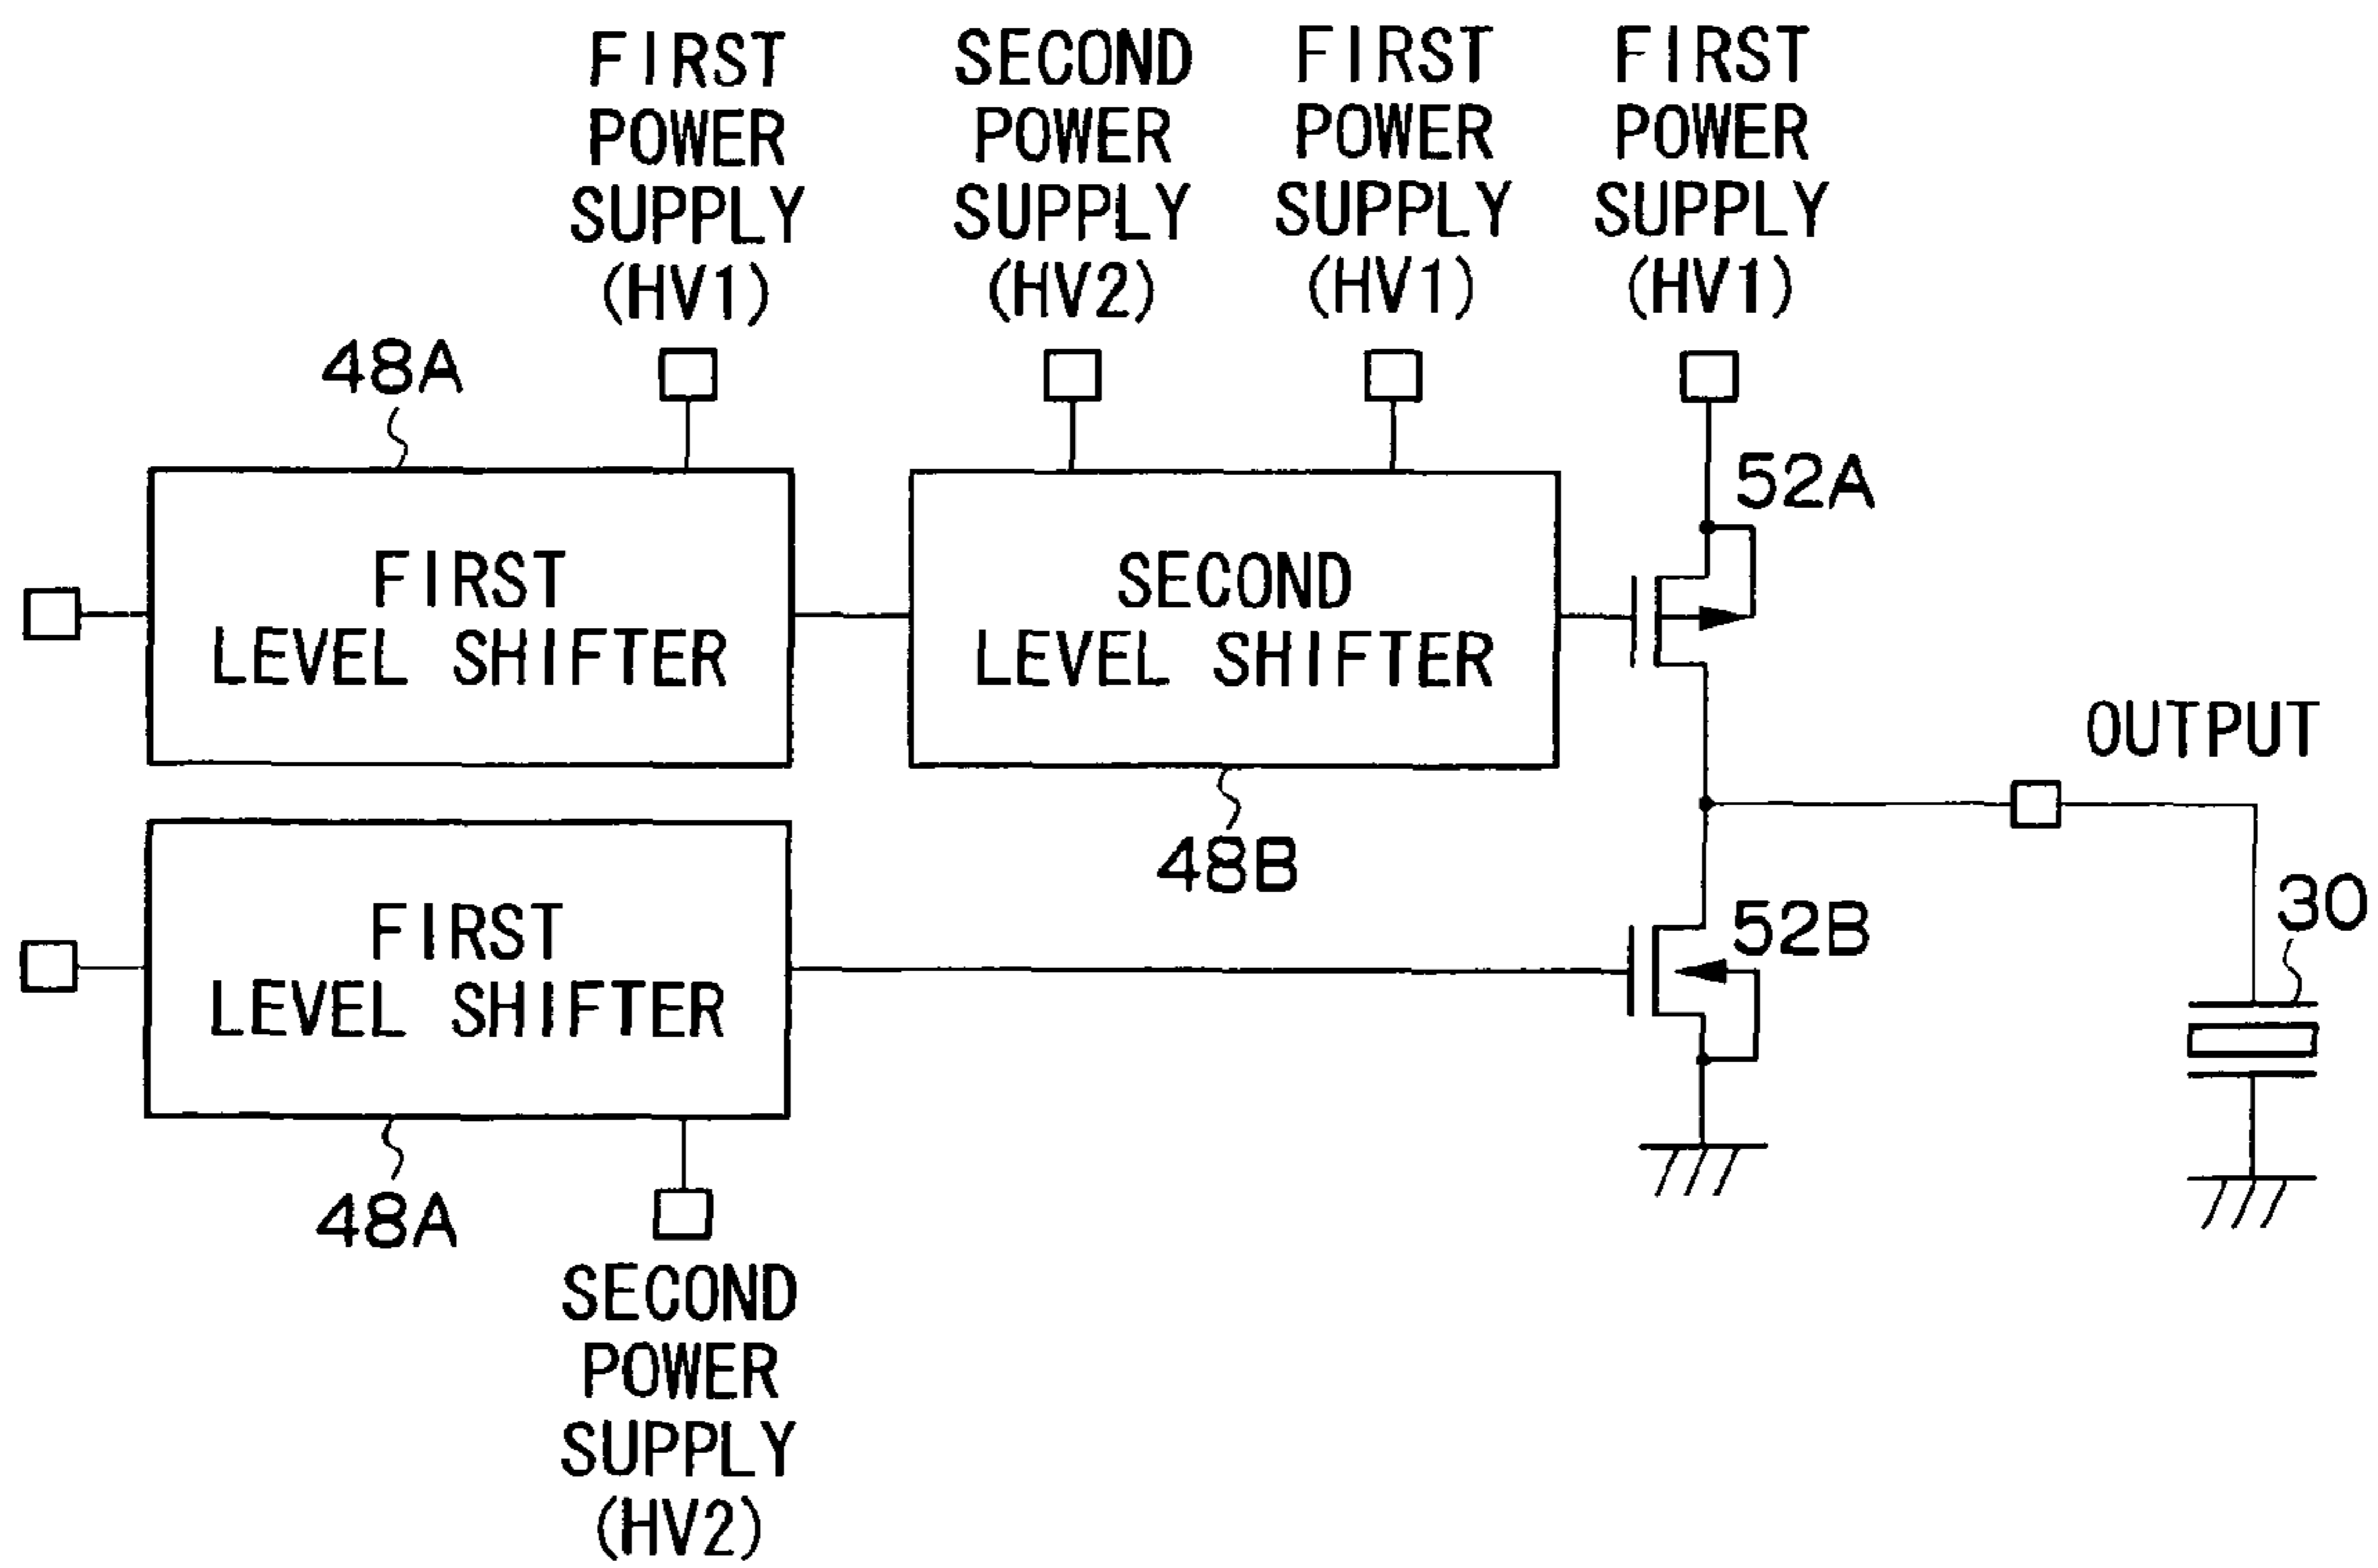 FIRST
POWER
SUPPLY
(HV1)
SECOND
POWER
SUPPLY
(HV2)
FIRST
POWER
SUPPLY
(HV1)
FIRST
POWER
SUPPLY
(HV1)
48A
52A
FIRST
LEVEL SHIFTER
SECOND
LEVEL SHIFTER
OUTPUT
48B
30
52B
FIRST
LEVEL SHIFTER
48A
SECOND
POWER
SUPPLY
(HV2)